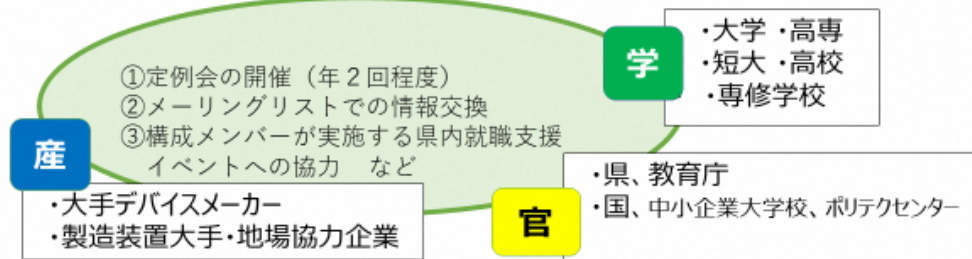 ①定例会の開催（年２回程度）
②メーリングリストでの情報交換
③構成メンバーが実施する県内就職支援
イベントへの協力　など
学
・大学 ・高専
・短大 ・高校
・専修学校
産
・大手デバイスメーカー
・製造装置大手・地場協力企業
官
・県、教育庁
・国、中小企業大学校、ポリテクセンター